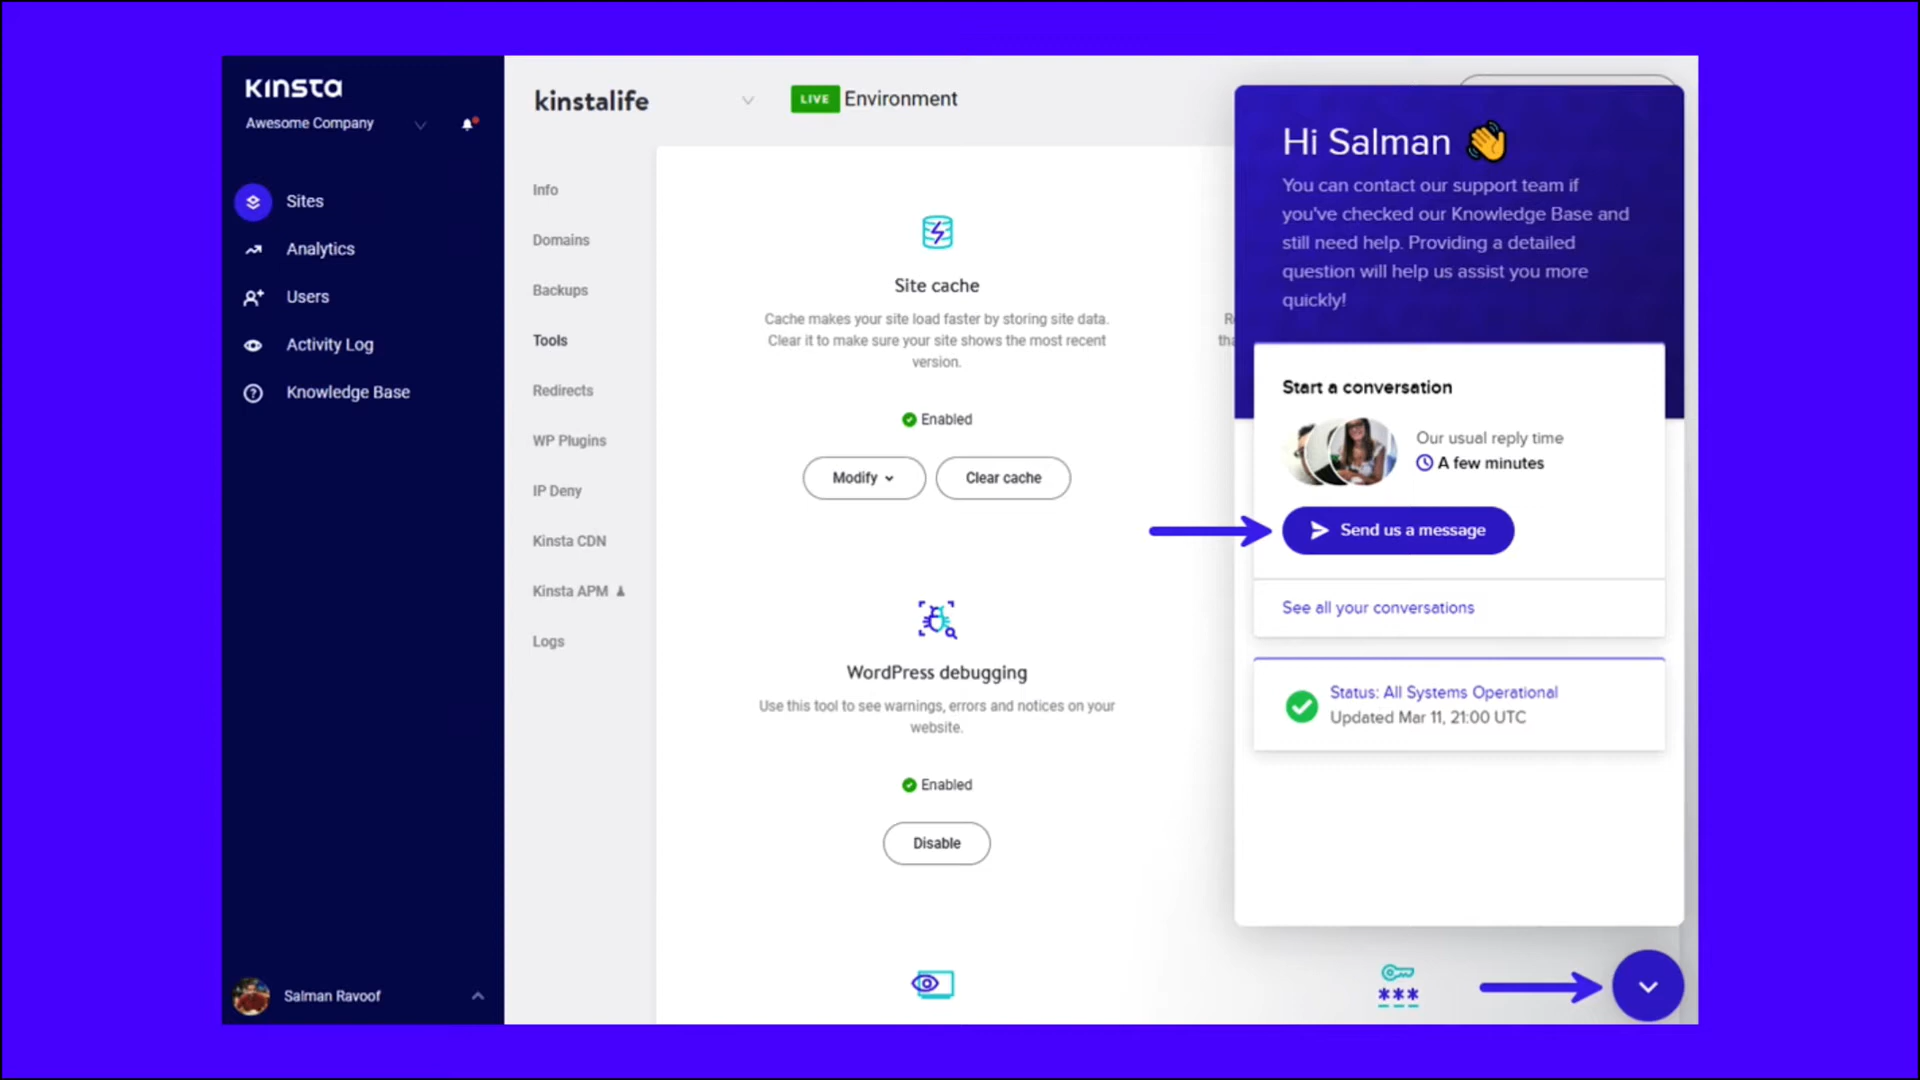 Kinsta
Awesome Company
Sites
Analytics
Users
Activity Log
Knowledge Base
Salman Ravoof
kinstalife
LIVE Environment
Info
Domains
Backups
Tools
Redirects
WP Plugins
IP Deny
Kinsta CDN
Kinsta APM
Logs
Site cache
Cache makes your site load faster by storing site data.
Clear it to make sure your site shows the most recent
version.
Enabled
Modify
Clear cache
WordPress debugging
Use this tool to see warnings, errors and notices on your
website.
Enabled
Disable
Hi Salman
You can contact our support team if
you've checked our Knowledge Base and
still need help. Providing a detailed
question will help us assist you more
quickly!
Start a conversation
Our usual reply time
A few minutes
Send us a message
See all your conversations
Status: All Systems Operational
Updated Mar 11, 21:00 UTC